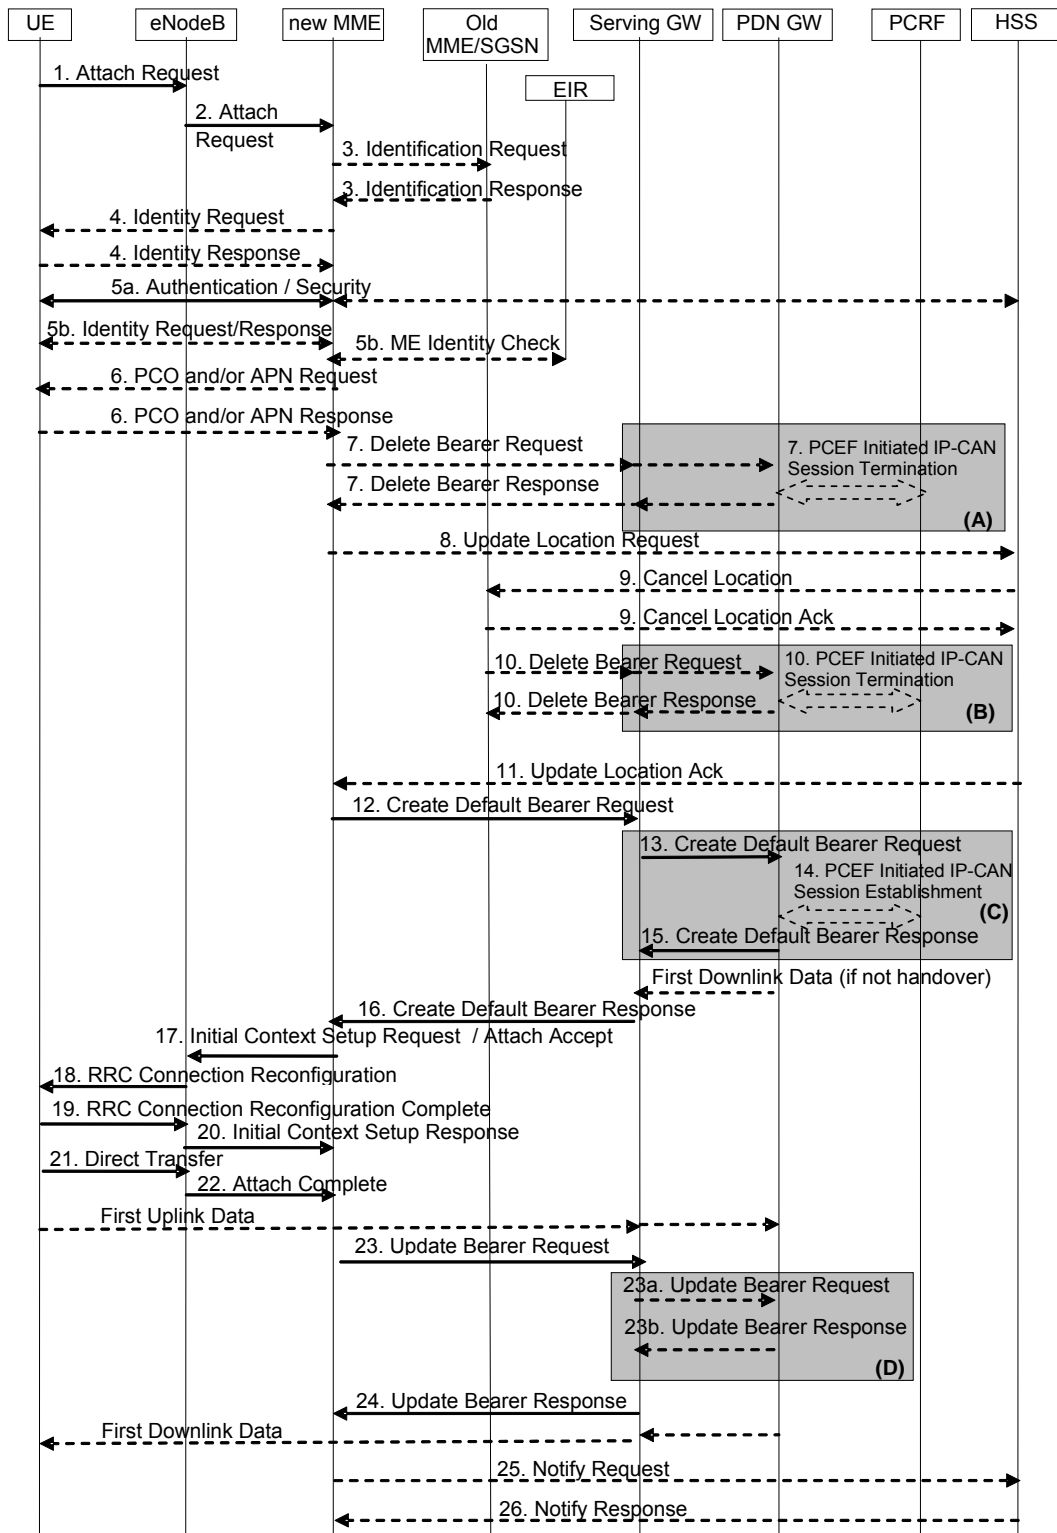 UE
eNodeB
new MME
Old
MME/SGSN
Serving GW
PDN GW
PCRF
HSS
EIR
1. Attach Request
2. Attach
Request
3. Identification Request
3. Identification Response
4. Identity Request
4. Identity Response
5a. Authentication / Security
5b. Identity Request/Response
5b. ME Identity Check
6. PCO and/or APN Request
6. PCO and/or APN Response
7. Delete Bearer Request
7. PCEF Initiated IP-CAN
Session Termination
7. Delete Bearer Response
(A)
8. Update Location Request
9. Cancel Location
9. Cancel Location Ack
10. Delete Bearer Request
10. PCEF Initiated IP-CAN
Session Termination
10. Delete Bearer Response
(B)
11. Update Location Ack
12. Create Default Bearer Request
13. Create Default Bearer Request
14. PCEF Initiated IP-CAN
Session Establishment
(C)
15. Create Default Bearer Response
First Downlink Data (if not handover)
16. Create Default Bearer Response
17. Initial Context Setup Request / Attach Accept
18. RRC Connection Reconfiguration
19. RRC Connection Reconfiguration Complete
20. Initial Context Setup Response
21. Direct Transfer
22. Attach Complete
First Uplink Data
23. Update Bearer Request
23a. Update Bearer Request
23b. Update Bearer Response
(D)
24. Update Bearer Response
First Downlink Data
25. Notify Request
26. Notify Response